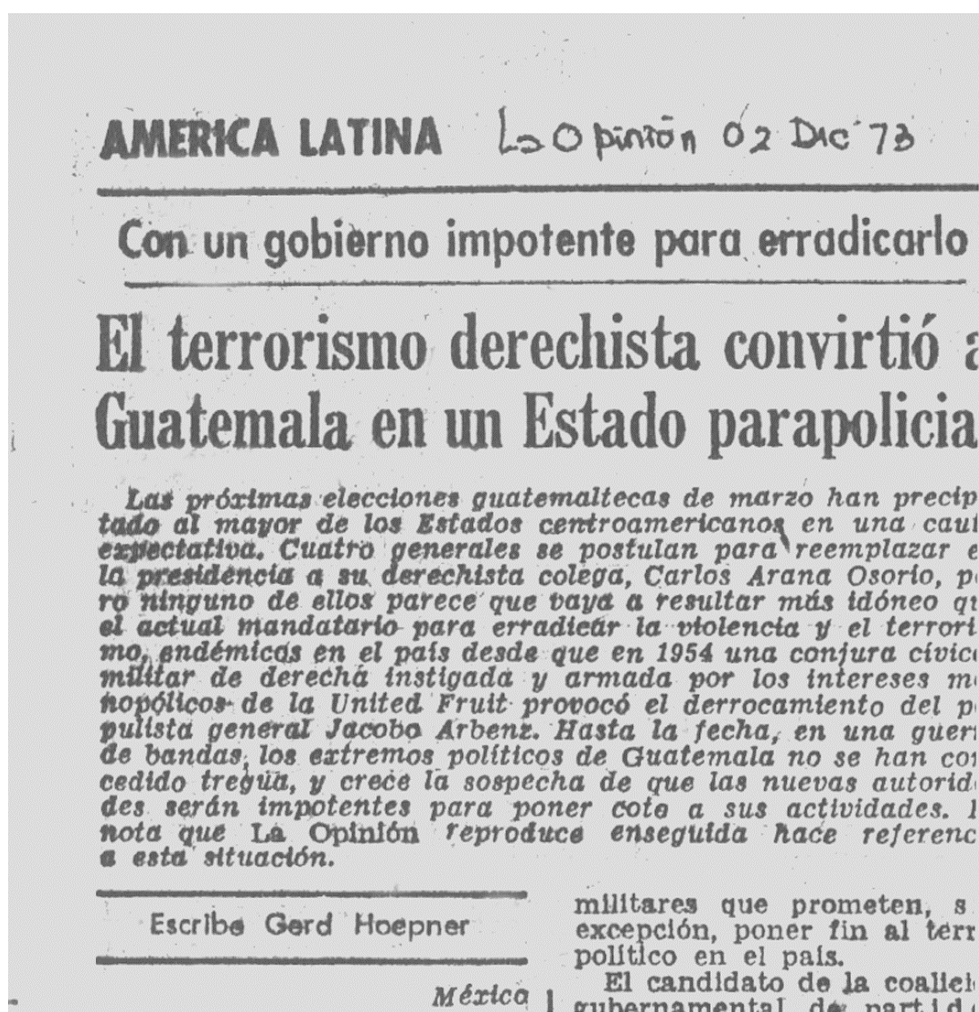 AMERICA LATINA La Opinión 02 Dic 73
Con un gobierno impotente para erradicarlo
El terrorismo derechista convirtió a
Guatemala en un Estado parapolicia
Las próximas elecciones guatemaltecas de marzo han precip
tado al mayor de los Estados centroamericanos en una caul
expectativa. Cuatro generales se postulan para reemplazar e
la presidencia a su derechista colega, Carlos Arana Osorio, p
ro ninguno de ellos parece que vaya a resultar más idóneo qu
el actual mandatario para erradicar la violencia y el terrori
mo, endémicas en el país desde que en 1954 una conjura cívic
militar de derecha instigada y armada por los intereses m
nopólicos de la United Fruit provocó el derrocamiento del p
pulista general Jacobo Arbenz. Hasta la fecha, en una guer
de bandas, los extremos políticos de Guatemala no se han con
cedido tregua, y crece la sospecha de que las nuevas autorid
des serán impotentes para poner coto a sus actividades. L
nota que La Opinión reproduce enseguida hace referenc
a esta situación.
Escribe Gerd Hoepner
México
militares que prometen, s
excepción, poner fin al terr
político en el país.
El candidato de la coalici
gubernamental de partid